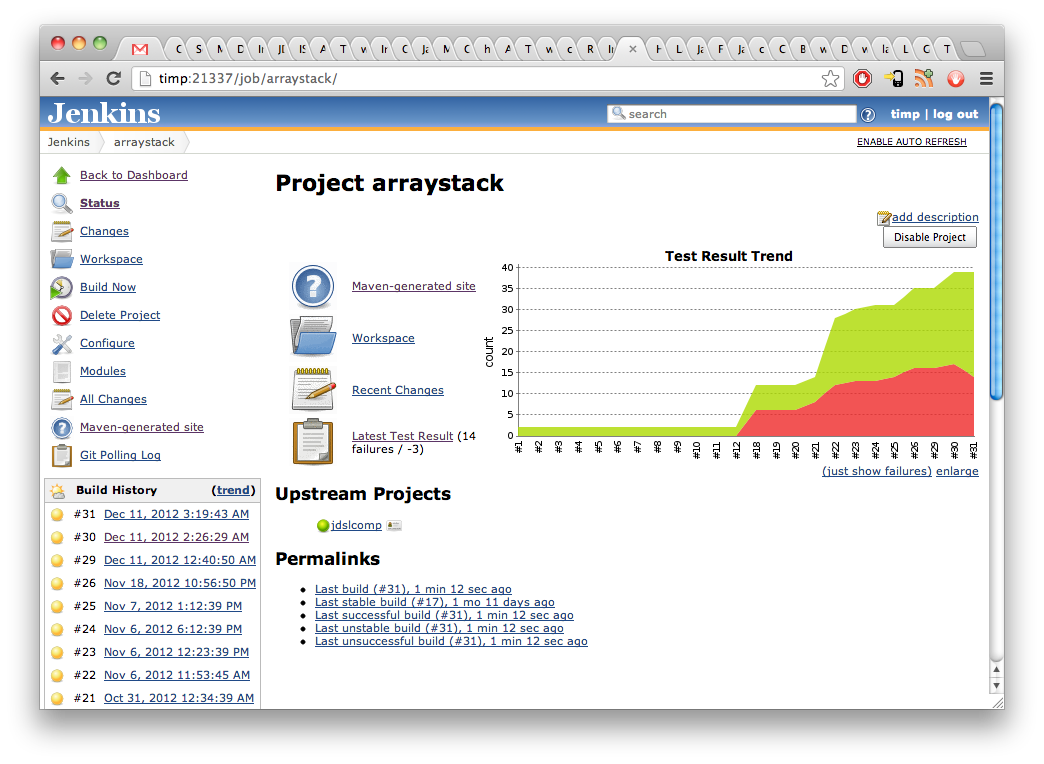 timp:21337/job/arraystack/
Jenkins
search
timp | log out
Jenkins
arraystack
ENABLE AUTO REFRESH
Back to Dashboard
Status
Changes
Workspace
Build Now
Delete Project
Configure
Modules
All Changes
Maven-generated site
Git Polling Log
Build History (trend)
#31 Dec 11, 2012 3:19:43 AM
#30 Dec 11, 2012 2:26:29 AM
#29 Dec 11, 2012 12:40:50 AM
#26 Nov 18, 2012 10:56:50 PM
#25 Nov 7, 2012 1:12:39 PM
#24 Nov 6, 2012 6:12:39 PM
#23 Nov 6, 2012 12:23:39 PM
#22 Nov 6, 2012 11:53:45 AM
#21 Oct 31, 2012 12:34:39 AM
Project arraystack
add description
Disable Project
Maven-generated site
Workspace
Recent Changes
Latest Test Result (14
failures / -3)
Test Result Trend
count
40
35
30
25
20
15
10
5
0
#1 #2 #3 #4 #5 #6 #7 #8 #9 #10 #11 #12 #18 #19 #20 #21 #22 #23 #24 #25 #26 #29 #30 #31
(just show failures) enlarge
Upstream Projects
jdslcomp
Permalinks
Last build (#31), 1 min 12 sec ago
Last stable build (#17), 1 mo 11 days ago
Last successful build (#31), 1 min 12 sec ago
Last unstable build (#31), 1 min 12 sec ago
Last unsuccessful build (#31), 1 min 12 sec ago